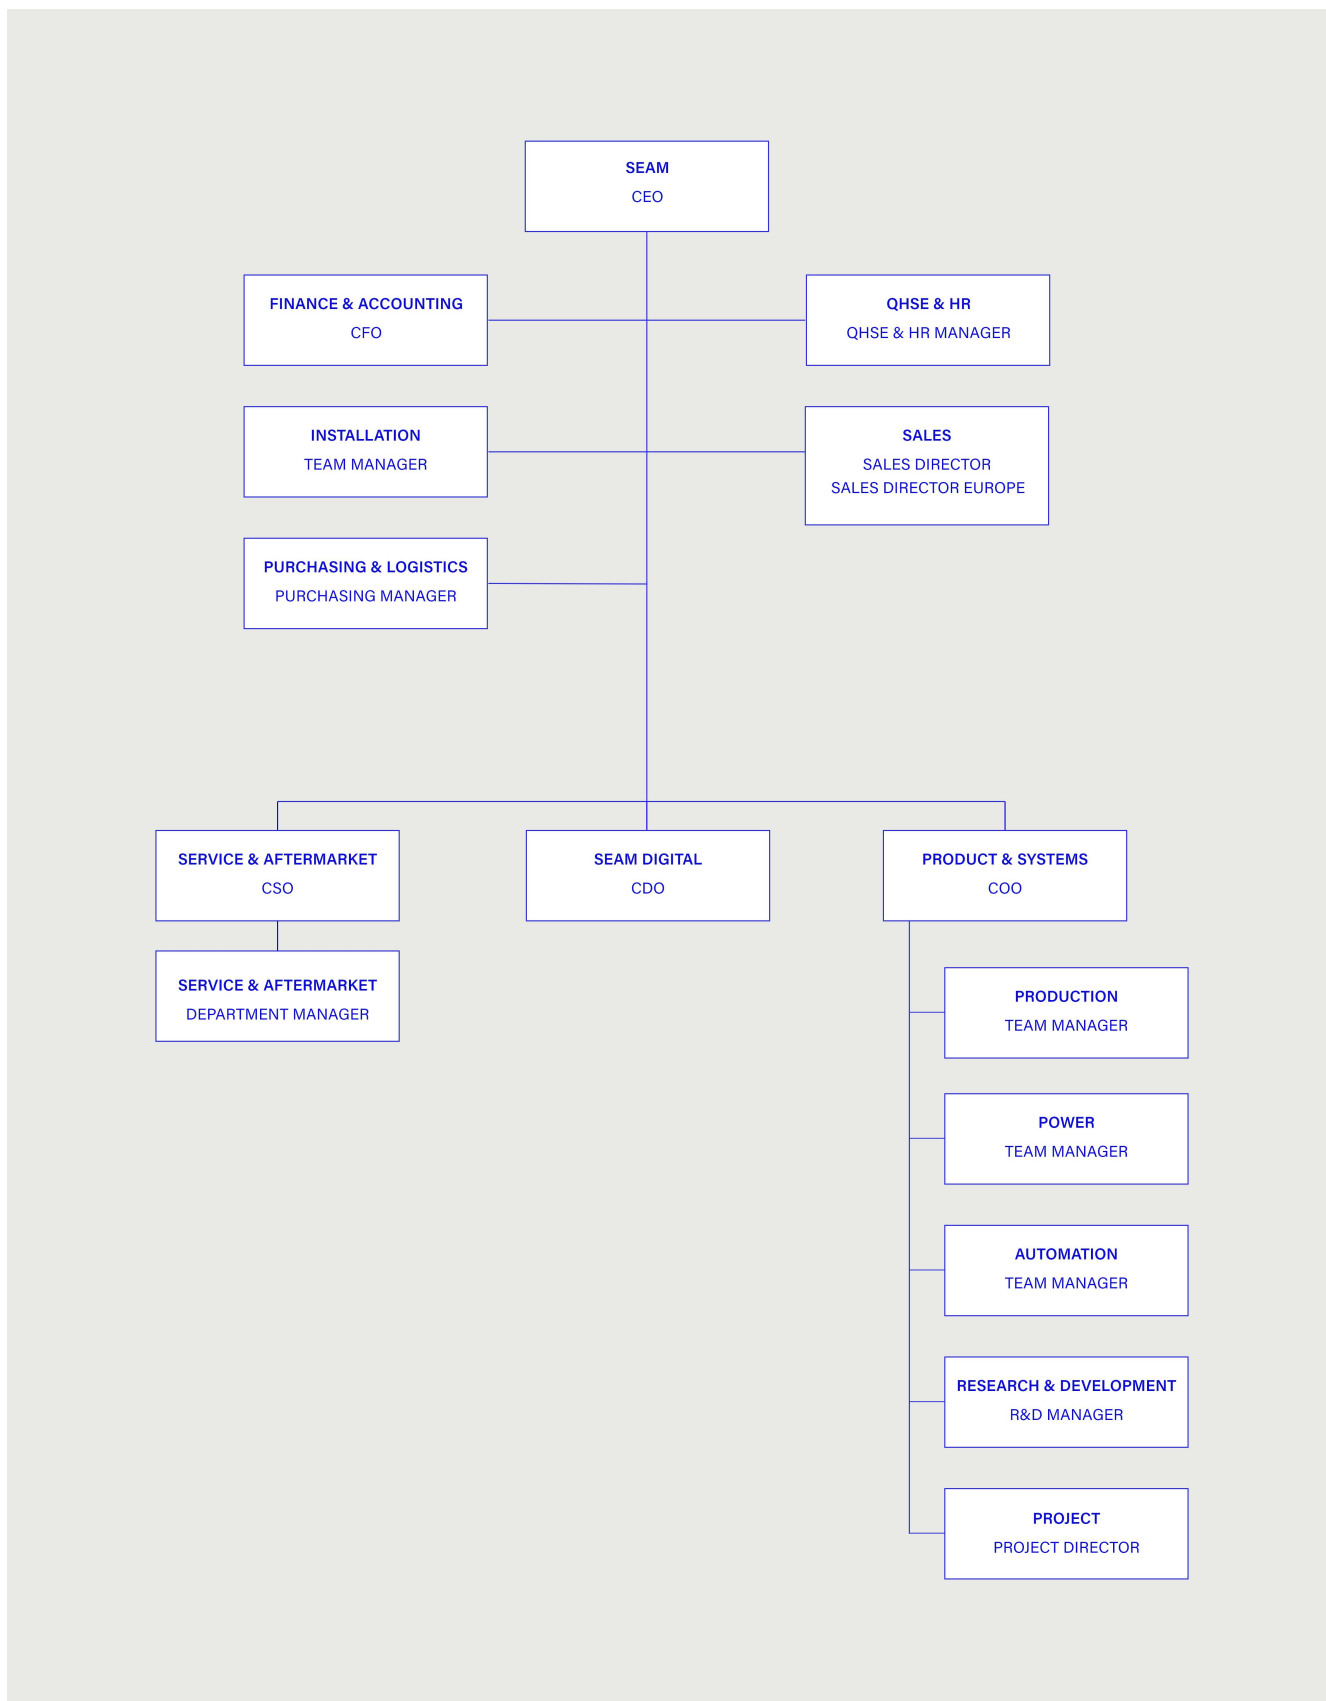 SEAM
CEO
FINANCE & ACCOUNTING
CFO
QHSE & HR
QHSE & HR MANAGER
INSTALLATION
TEAM MANAGER
SALES
SALES DIRECTOR
SALES DIRECTOR EUROPE
PURCHASING & LOGISTICS
PURCHASING MANAGER
SERVICE & AFTERMARKET
CSO
SEAM DIGITAL
CDO
PRODUCT & SYSTEMS
COO
SERVICE & AFTERMARKET
DEPARTMENT MANAGER
PRODUCTION
TEAM MANAGER
POWER
TEAM MANAGER
AUTOMATION
TEAM MANAGER
RESEARCH & DEVELOPMENT
R&D MANAGER
PROJECT
PROJECT DIRECTOR